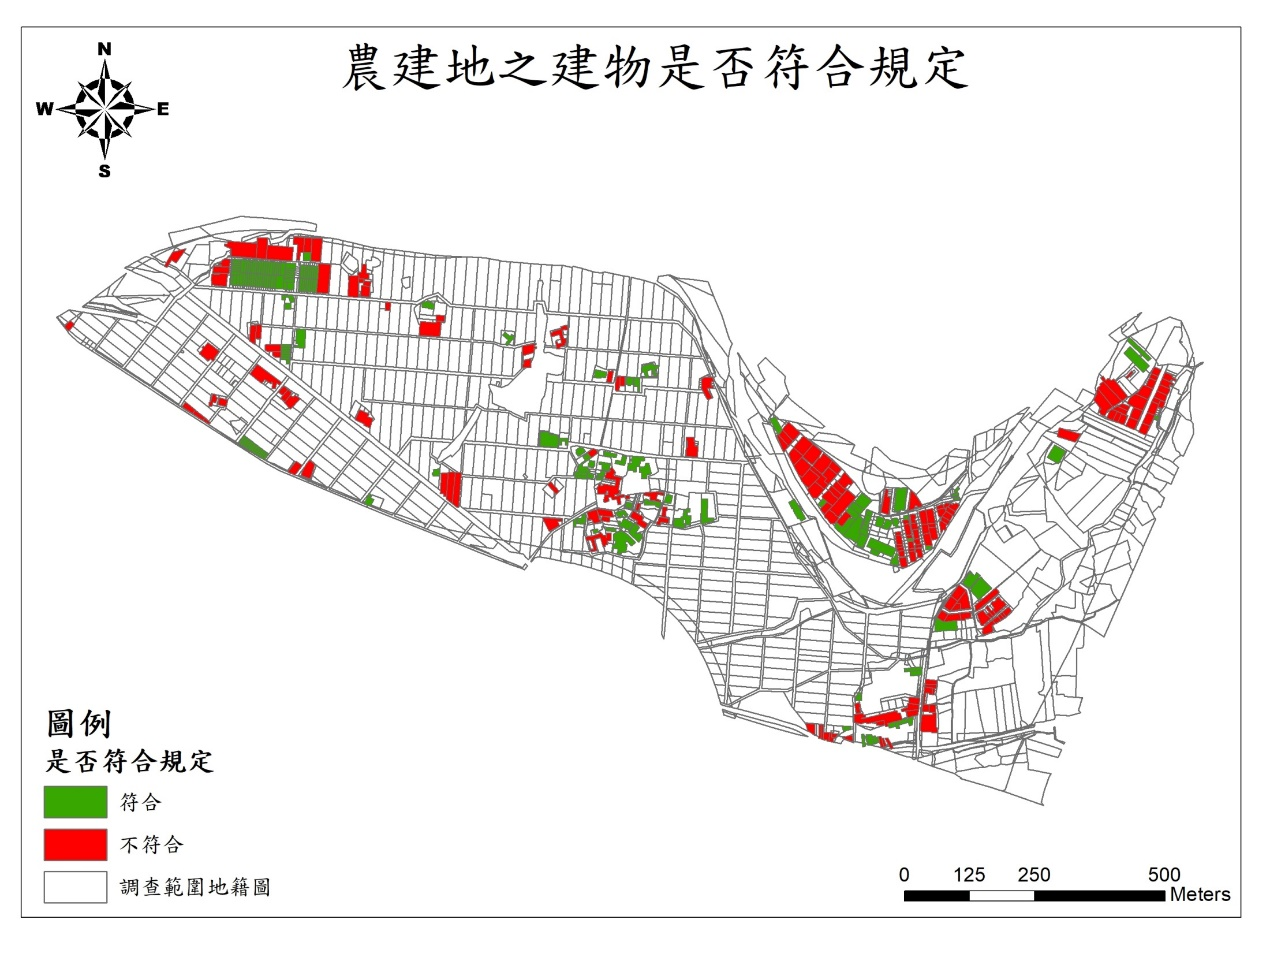 農建地之建物是否符合規定
N
W E
S
圖例
是否符合規定
符合
不符合
調查範圍地籍圖
0 125 250 500
Meters